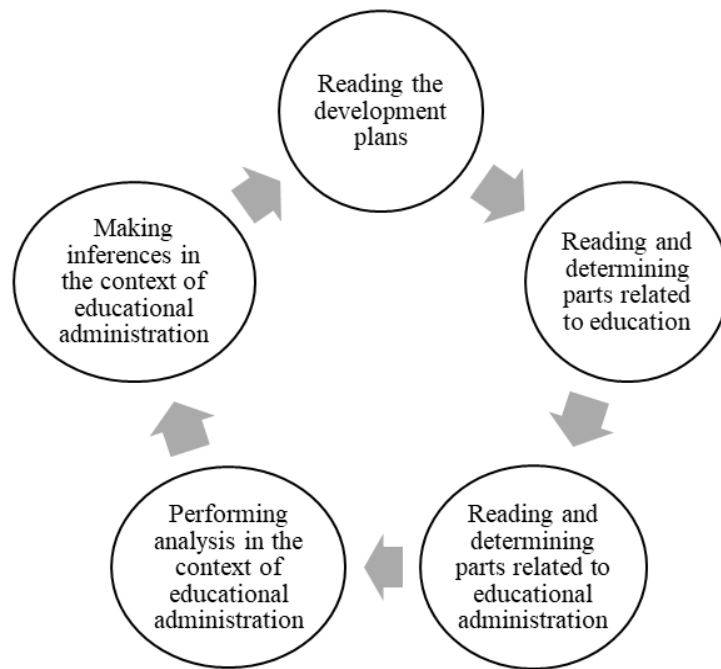 Reading the
development
plans
Reading and
determining
parts related
to education
Reading and
determining
parts related to
educational
administration
Performing
analysis in the
context of
educational
administration
Making
inferences in
the context of
educational
administration